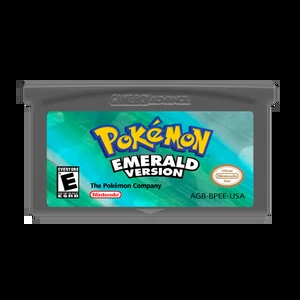 GAME BOY ADVANCE
POKéMON
EMERALD
VERSION
EVERYONE
E
ESRB
The Pokémon Company
Nintendo
AGB-BPEE-USA